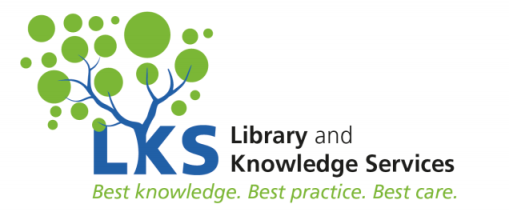 LKS
Library and
Knowledge Services
Best knowledge. Best practice. Best care.